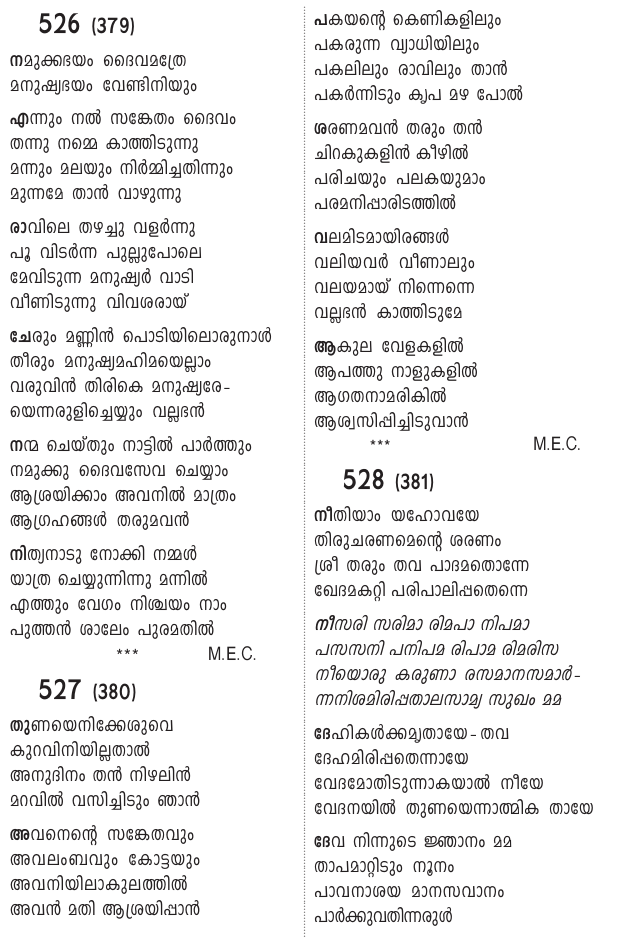 526 (379)
നമുക്കഭയം ദൈവമത്രേ
മനുഷ്യഭയം വേണ്ടിനിയും
എന്നും നൽ സങ്കേതം ദൈവം
തന്നു നമ്മെ കാത്തിടുന്നു
മന്നും മലയും നിർമ്മിച്ചതിന്നും
മുന്നമേ താൻ വാഴുന്നു
രാവിലെ തഴച്ചു വളർന്നു
പൂ വിടർന്ന പുല്ലുപോലെ
മേവിടുന്ന മനുഷ്യർ വാടി
വീണിടുന്നു വിവശരായ്
ചേരും മണ്ണിൻ പൊടിയിലൊരുനാൾ
തീരും മനുഷ്യമഹിമയെല്ലാം
വരുവിൻ തിരികെ മനുഷ്യരേ-
യെന്നരുളിച്ചെയ്യും വല്ലഭൻ
നന്മ ചെയ്തും നാട്ടിൽ പാർത്തും
നമുക്കു ദൈവസേവ ചെയ്യാം
ആശ്രയിക്കാം അവനിൽ മാത്രം
ആഗ്രഹങ്ങൾ തരുമവൻ
നിത്യനാടു നോക്കി നമ്മൾ
യാത്ര ചെയ്യുന്നിന്നു മന്നിൽ
എത്തും വേഗം നിശ്ചയം നാം
പുത്തൻ ശാലേം പുരമതിൽ
*** M.E.C.
527 (380)
തുണയെനിക്കേശുവെ
കുറവിനിയില്ലതാൽ
അനുദിനം തൻ നിഴലിൻ
മറവിൽ വസിച്ചിടും ഞാൻ
അവനെന്റെ സങ്കേതവും
അവലംബവും കോട്ടയും
അവനിയിലാകുലത്തിൽ
അവൻ മതി ആശ്രയിപ്പാൻ
പകയന്റെ കെണികളിലും
പകരുന്ന വ്യാധിയിലും
പകലിലും രാവിലും താൻ
പകർന്നിടും കൃപ മഴ പോൽ
ശരണമവൻ തരും തൻ
ചിറകുകളിൻ കീഴിൽ
പരിചയും പലകയുമാം
പരമനിപ്പാരിടത്തിൽ
വലമിടമായിരങ്ങൾ
വലിയവർ വീണാലും
വലയമായ് നിന്നെന്നെ
വല്ലഭൻ കാത്തിടുമേ
ആകുല വേളകളിൽ
ആപത്തു നാളുകളിൽ
ആഗതനാമരികിൽ
ആശ്വസിപ്പിച്ചിടുവാൻ
*** M.E.C.
528 (381)
നീതിയാം യഹോവയേ
തിരുചരണമെന്റെ ശരണം
ശ്രീ തരും തവ പാദമതൊന്നേ
ഖേദമകറ്റി പരിപാലിപ്പതെന്നെ
നീസരി സരിമാ രിമപാ നിപമാ
പസസനി പനിപമ രിപാമ രിമരിസ
നീയൊരു കരുണാ രസമാനസമാർ-
ന്നനിശമിരിപ്പതാലസാമ്യ സുഖം മമ
ദേഹികൾക്കമൃതായേ - തവ
ദേഹമിരിപ്പതെന്നായേ
വേദമോതിടുന്നാകയാൽ നീയേ
വേദനയിൽ തുണയെന്നാത്മിക തായേ
ദേവ നിന്നുടെ ജ്ഞാനം മമ
താപമാറ്റിടും നൂനം
പാവനാശയ മാനസവാനം
പാർക്കുവതിന്നരുൾ